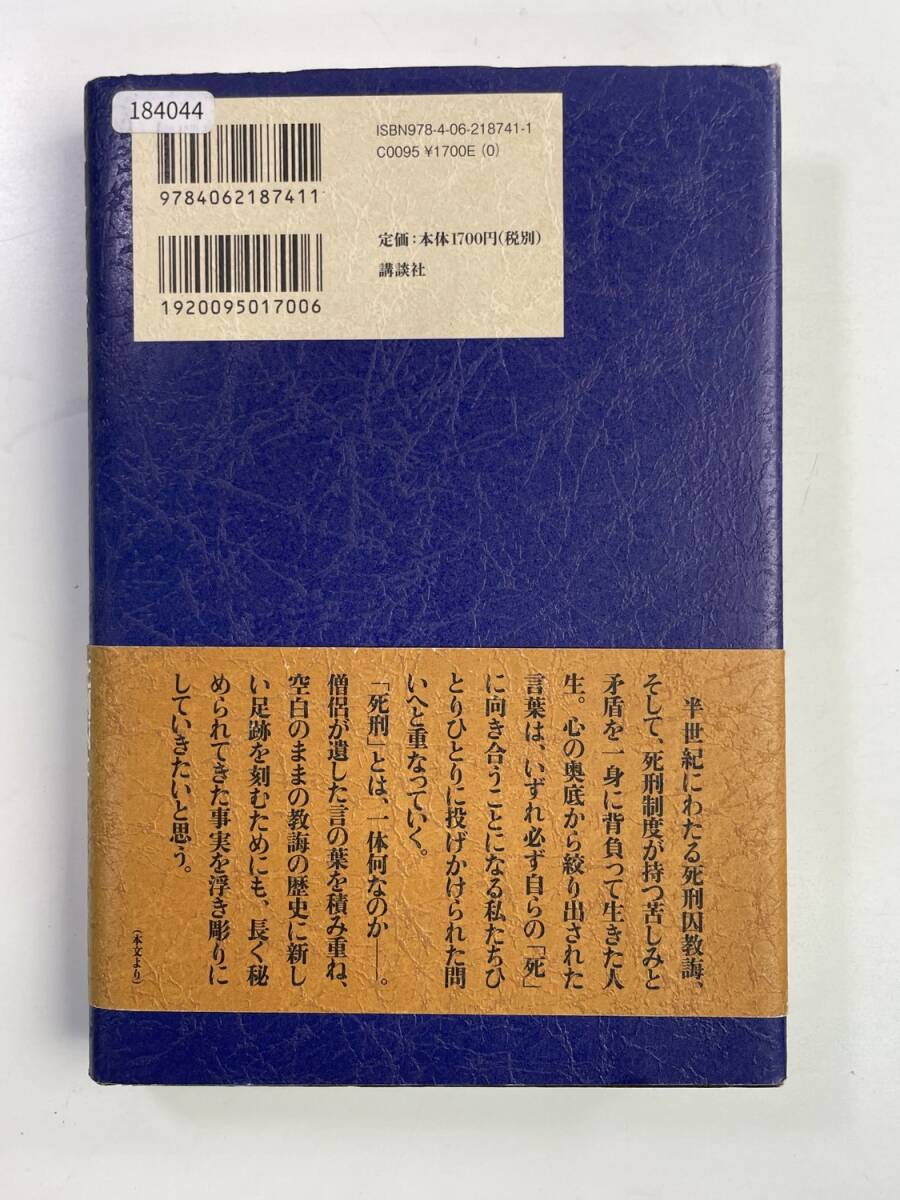 184044
ISBN978-4-06-218741-1
C0095 ¥1700E (0)
9784062187411
定価：本体1700円（税別）
講談社
1920095017006
半世紀にわたる死刑囚教誨、
そして、死刑制度が持つ苦しみと
矛盾を一身に背負って生きた人
生。心の奥底から絞り出された
言葉は、いずれ必ず自らの「死」
に向き合うことになる私たちひ
とりひとりに投げかけられた問
いへと重なっていく。
「死刑」とは、一体何なのか――。
僧侶が遺した言の葉を積み重ね、
空白のままの教誨の歴史に新し
い足跡を刻むためにも、長く秘
められてきた事実を浮き彫りに
していきたいと思う。
（本文より）